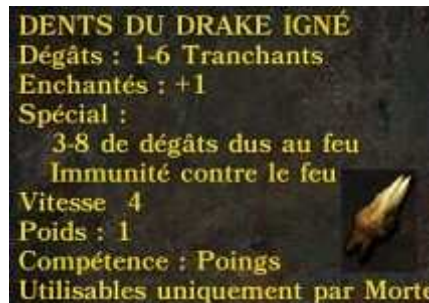 DENTS DU DRAKE IGNÉ
Dégâts : 1-6 Tranchants
Enchantés : +1
Spécial :
3-8 de dégâts dus au feu
Immunité contre le feu
Vitesse 4
Poids : 1
Compétence : Poings
Utilisables uniquement par Morte